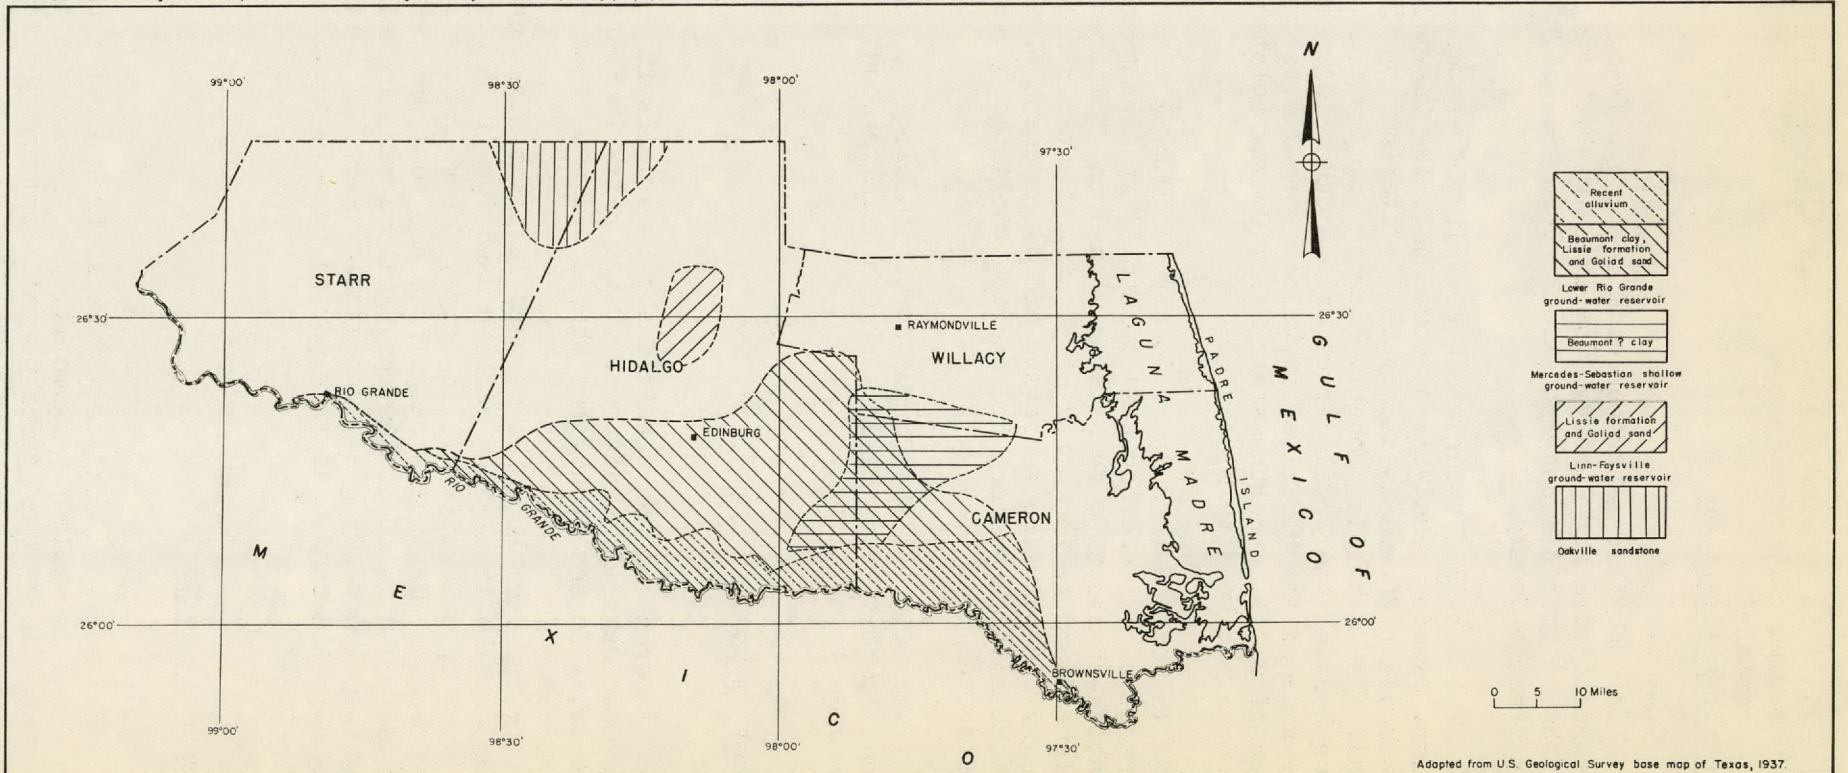 N
99°00'
98°30'
98°00'
97°30'
STARR
26°30'
26°30'
RAYMONDVILLE
WILLACY
HIDALGO
RIO GRANDE
EDINBURG
CAMERON
RIO GRANDE
LAGUNA MADRE
PADRE ISLAND
GULF OF
MEXICO
MEXICO
26°00'
26°00'
BROWNSVILLE
99°00'
98°30'
98°00'
97°30'
Recent
alluvium
Beaumont clay,
Lissie formation
and Goliad sand
Lower Rio Grande
ground-water reservoir
Beaumont ? clay
Mercedes-Sebastian shallow
ground-water reservoir
Lissie formation
and Goliad sand
Linn-Faysville
ground-water reservoir
Oakville sandstone
0 5 10 Miles
Adapted from U.S. Geological Survey base map of Texas, 1937.